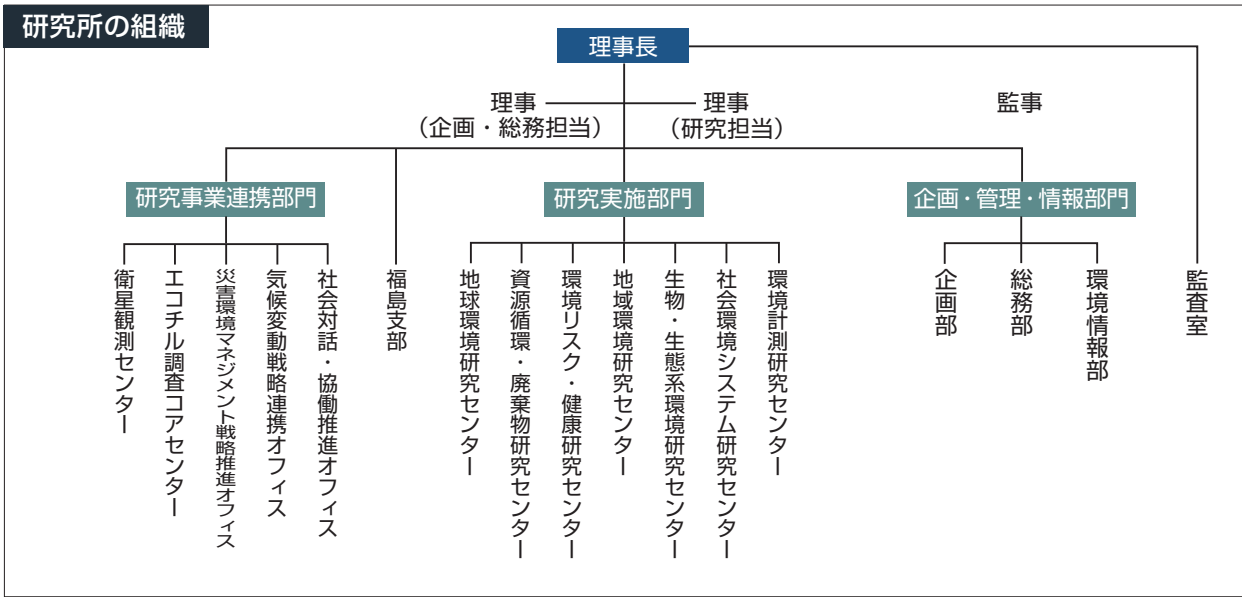 研究所の組織
理事長
理事
(企画・総務担当)
理事
(研究担当)
監事
研究事業連携部門
研究実施部門
企画・管理・情報部門
衛星観測センター
エコチル調査コアセンター
災害環境マネジメント戦略推進オフィス
気候変動戦略連携オフィス
社会対話・協働推進オフィス
福島支部
地球環境研究センター
資源循環・廃棄物研究センター
環境リスク・健康研究センター
地域環境研究センター
生物・生態系環境研究センター
社会環境システム研究センター
環境計測研究センター
企画部
総務部
環境情報部
監査室